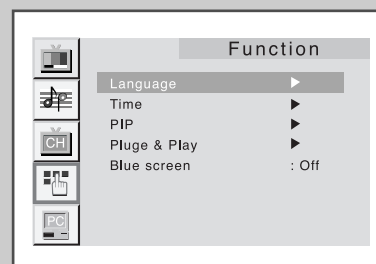 Function
Language ▶
Time ▶
PIP ▶
Pluge & Play ▶
Blue screen : Off
CH
PC